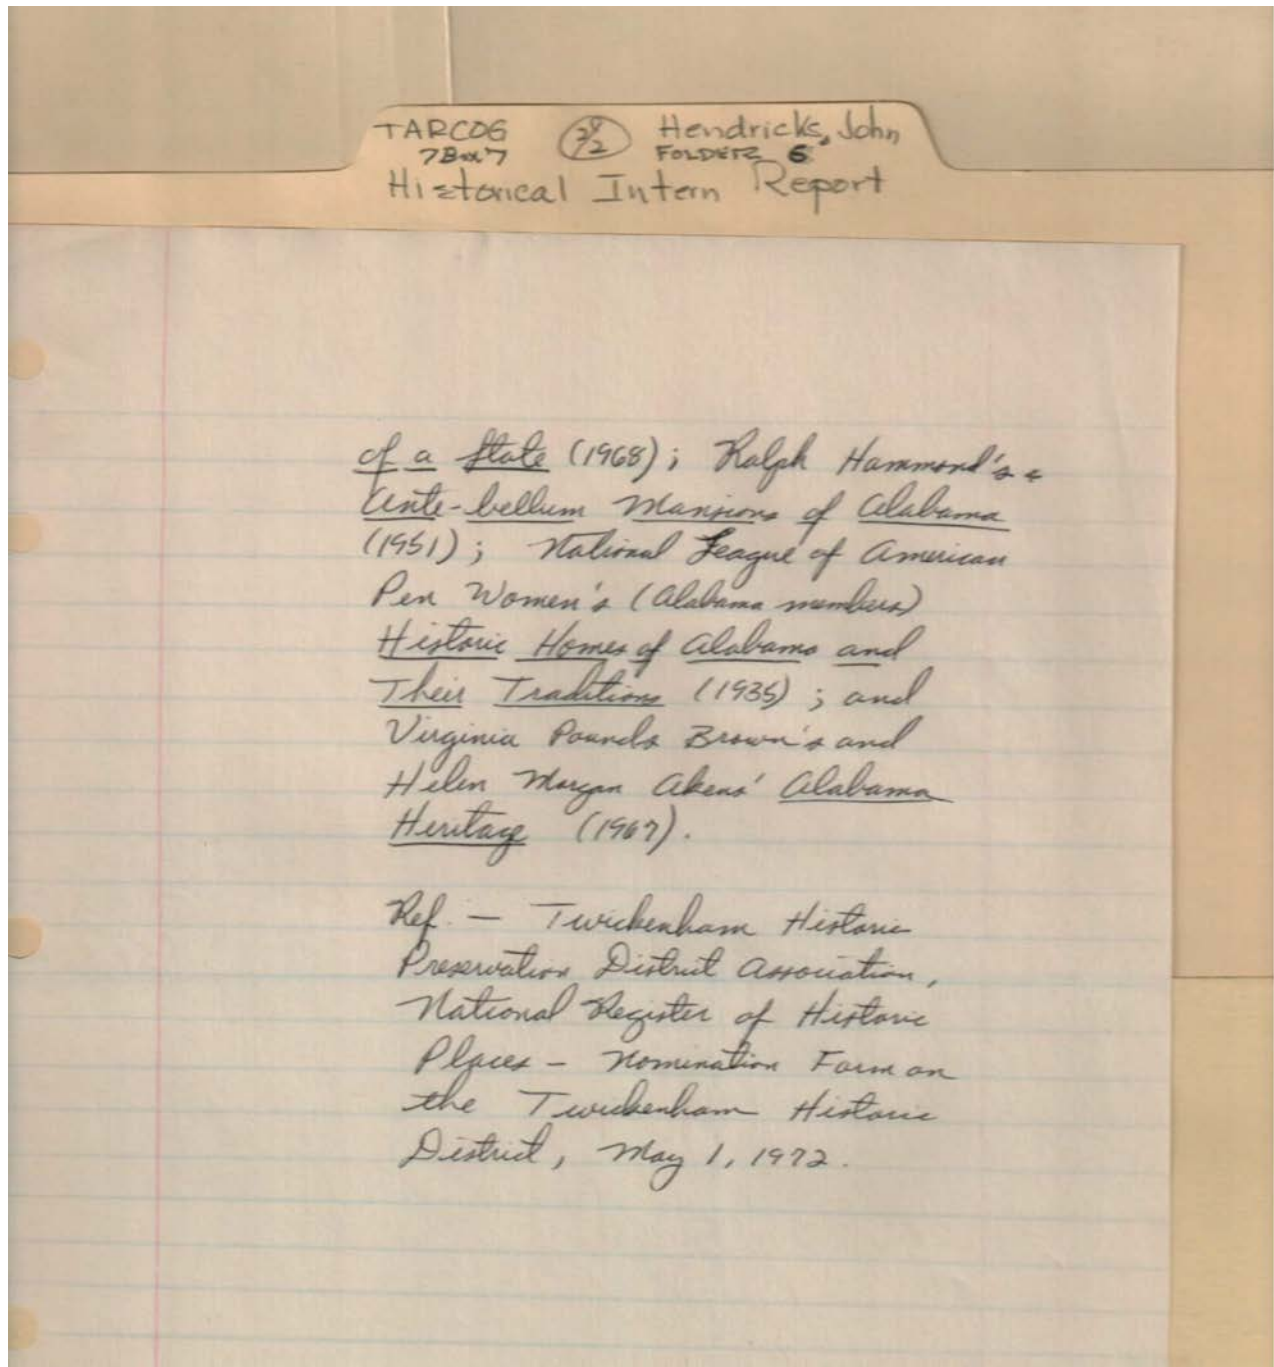 TARCOG 2Y/2 Hendricks, John
7Box7 FOLDER 6
Historical Intern Report
of a State (1968); Ralph Hammond's
Ante-bellum Mansions of Alabama
(1951); National League of American
Pen Women's (Alabama members)
Historic Homes of Alabama and
Their Traditions (1935); and
Virginia Pounds Brown's and
Helen Morgan Akens' Alabama
Heritage (1967).
Ref. — Twickenham Historic
Preservation District Association,
National Register of Historic
Places - Nomination Form on
the Twickenham Historic
District, May 1, 1972.